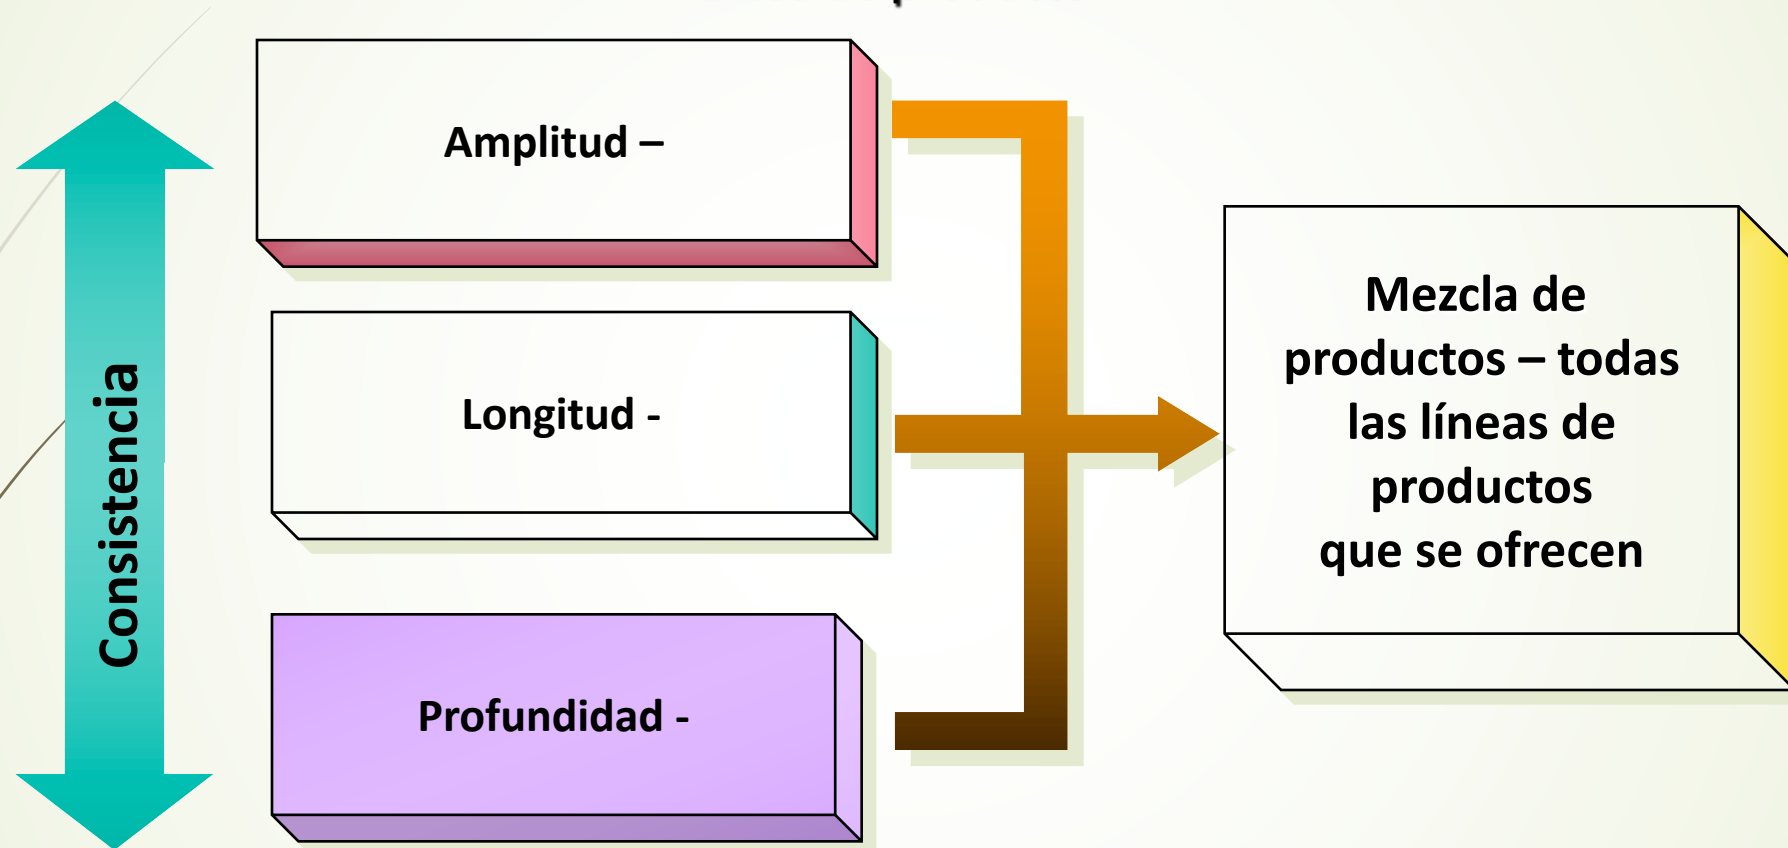 Consistencia
Amplitud –
Longitud -
Profundidad -
Mezcla de
productos – todas
las líneas de
productos
que se ofrecen